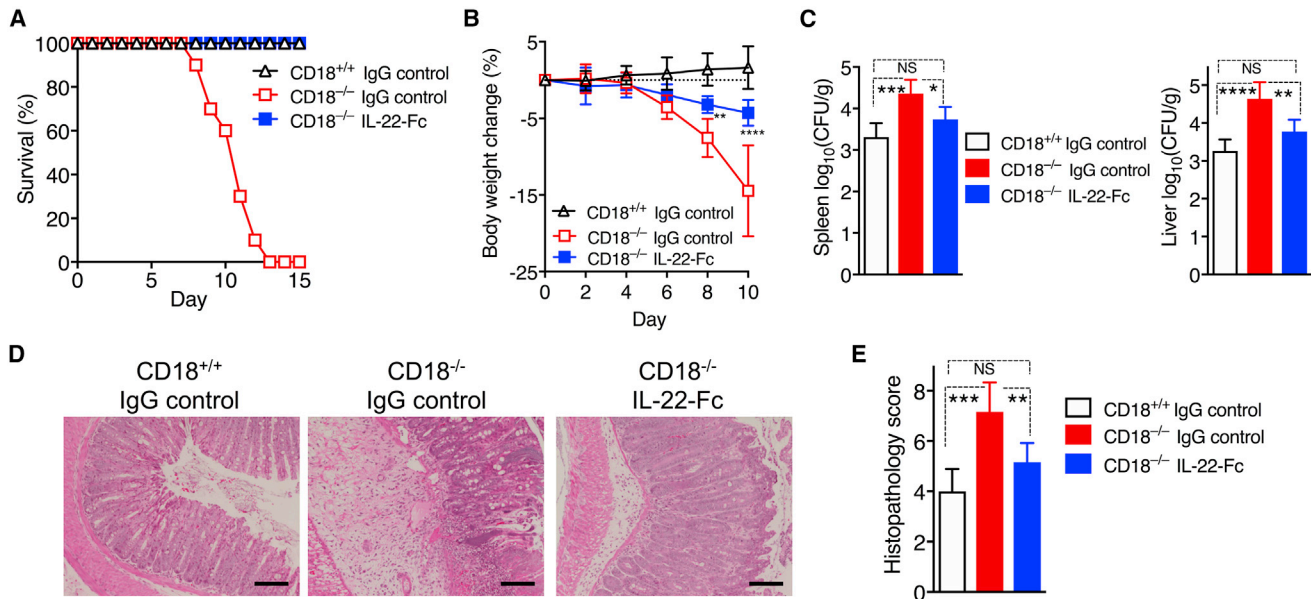 A
Survival (%)
100
80
60
40
20
0
0 5 10 15
Day
CD18+/+ IgG control
CD18–/– IgG control
CD18–/– IL-22-Fc
B
Body weight change (%)
5
-5
-15
-25
**
****
CD18+/+ IgG control
CD18–/– IgG control
CD18–/– IL-22-Fc
0 2 4 6 8 10
Day
C
Spleen log10(CFU/g)
5
4
3
2
1
0
NS
*** *
CD18+/+ IgG control
CD18–/– IgG control
CD18–/– IL-22-Fc
Liver log10(CFU/g)
5
4
3
2
1
0
NS
**** **
D
CD18+/+
IgG control
CD18-/-
IgG control
CD18-/-
IL-22-Fc
E
Histopathology score
8
6
4
2
0
NS
*** **
CD18+/+ IgG control
CD18–/– IgG control
CD18–/– IL-22-Fc